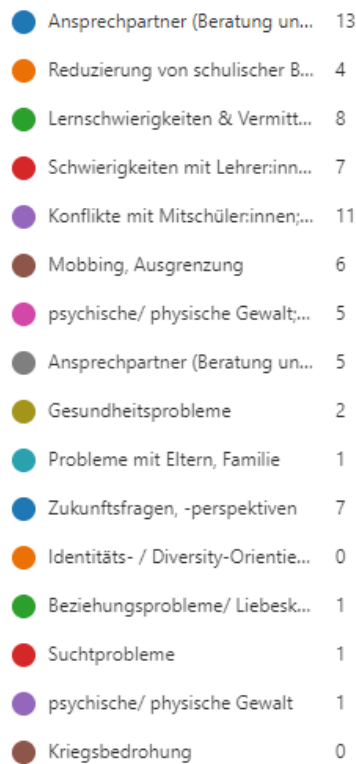 Ansprechpartner (Beratung un... 13
Reduzierung von schulischer B... 4
Lernschwierigkeiten & Vermitt... 8
Schwierigkeiten mit Lehrer:inn... 7
Konflikte mit Mitschüler:innen;... 11
Mobbing, Ausgrenzung 6
psychische/ physische Gewalt;... 5
Ansprechpartner (Beratung un... 5
Gesundheitsprobleme 2
Probleme mit Eltern, Familie 1
Zukunftsfragen, -perspektiven 7
Identitäts- / Diversity-Orientie... 0
Beziehungsprobleme/ Liebesk... 1
Suchtprobleme 1
psychische/ physische Gewalt 1
Kriegsbedrohung 0